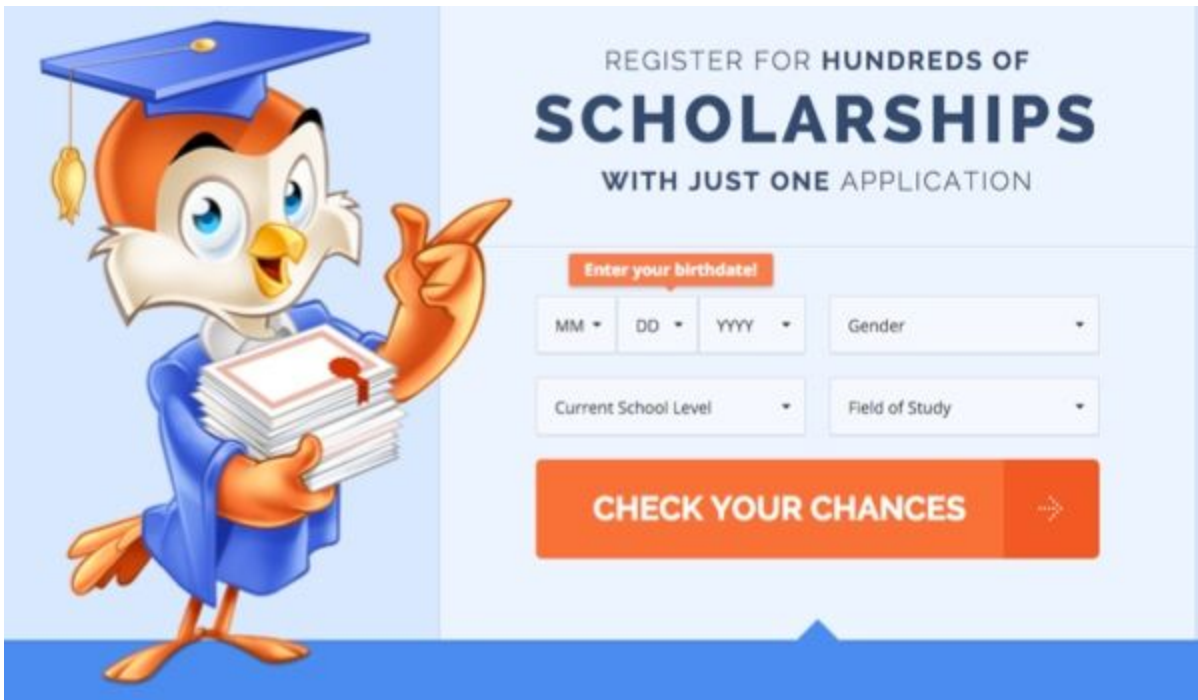 REGISTER FOR HUNDREDS OF
SCHOLARSHIPS
WITH JUST ONE APPLICATION
Enter your birthdate!
MM DD YYYY Gender
Current School Level Field of Study
CHECK YOUR CHANCES